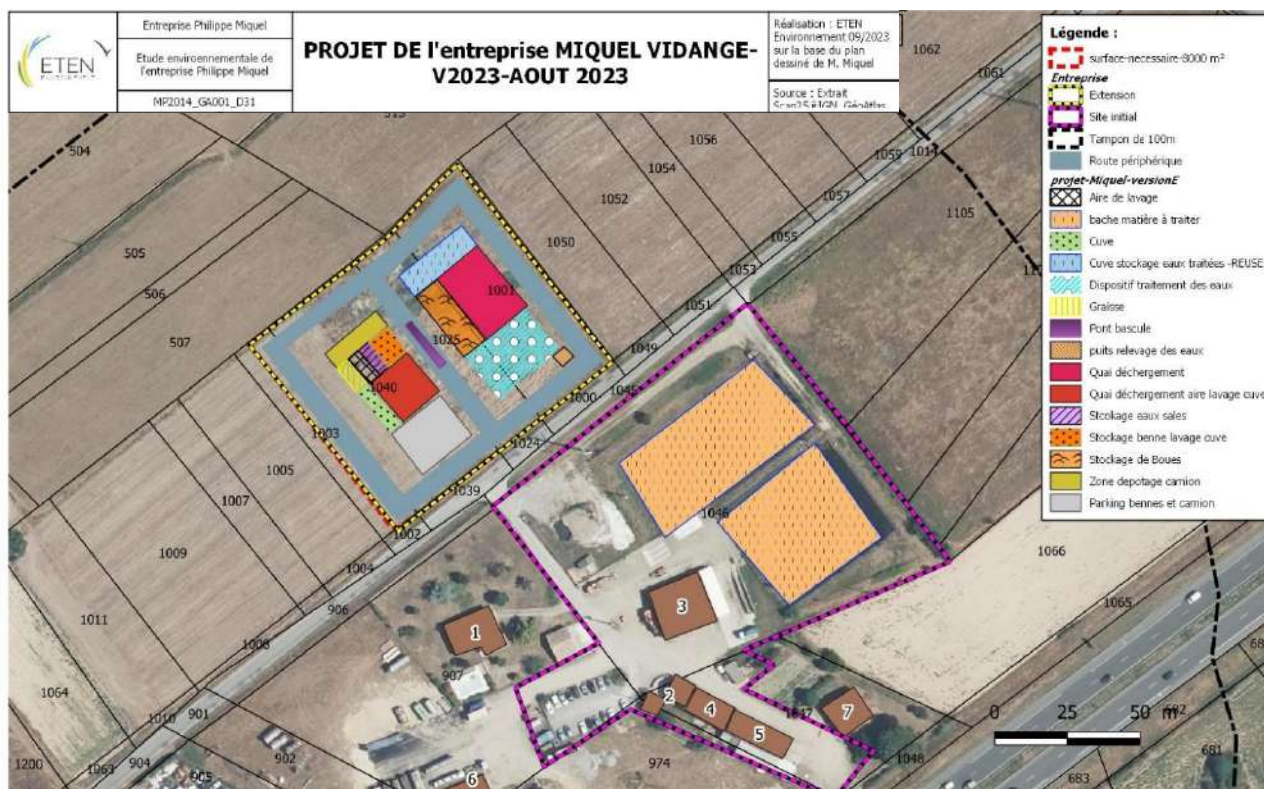 ETEN
Entreprise Philippe Miquel
Etude environnementale de
l'entreprise Philippe Miquel
MP2014_GA001_D31
PROJET DE l'entreprise MIQUEL VIDANGE-
V2023-AOUT 2023
Réalisation : ETEN
Environnement 09/2023
sur la base du plan
dessiné de M. Miquel
Source : Extrait
Légende :
surface-necessaire-8000 m²
Entreprise
Extension
Site initial
Tampon de 100m
Route périphérique
projet-Miquel-versionE
Aire de lavage
bache matière à traiter
Cuve
Cuve stockage eaux traitées -REUSE
Dispositif traitement des eaux
Graisse
Pont bascule
puits relevage des eaux
Quai déchergement
Quai déchergement aire lavage cuve
Stcokage eaux sales
Stockage benne lavage cuve
Stockage de Boues
Zone depotage camion
Parking bennes et camion
1062
1061
504
1056
1059
1014
1054
1052
1057
1105
505
1050
1055
506
1053
1001
507
1051
1025
1049
1040
1000
1045
1003
1024
1005
1039
1007
1046
1066
1002
1009
1004
1065
906
3
1011
1
1008
907
1064
2
4
7
0 25 50 m
1010
901
5
682
904
902
974
1048
681
1200
1063
905
6
683